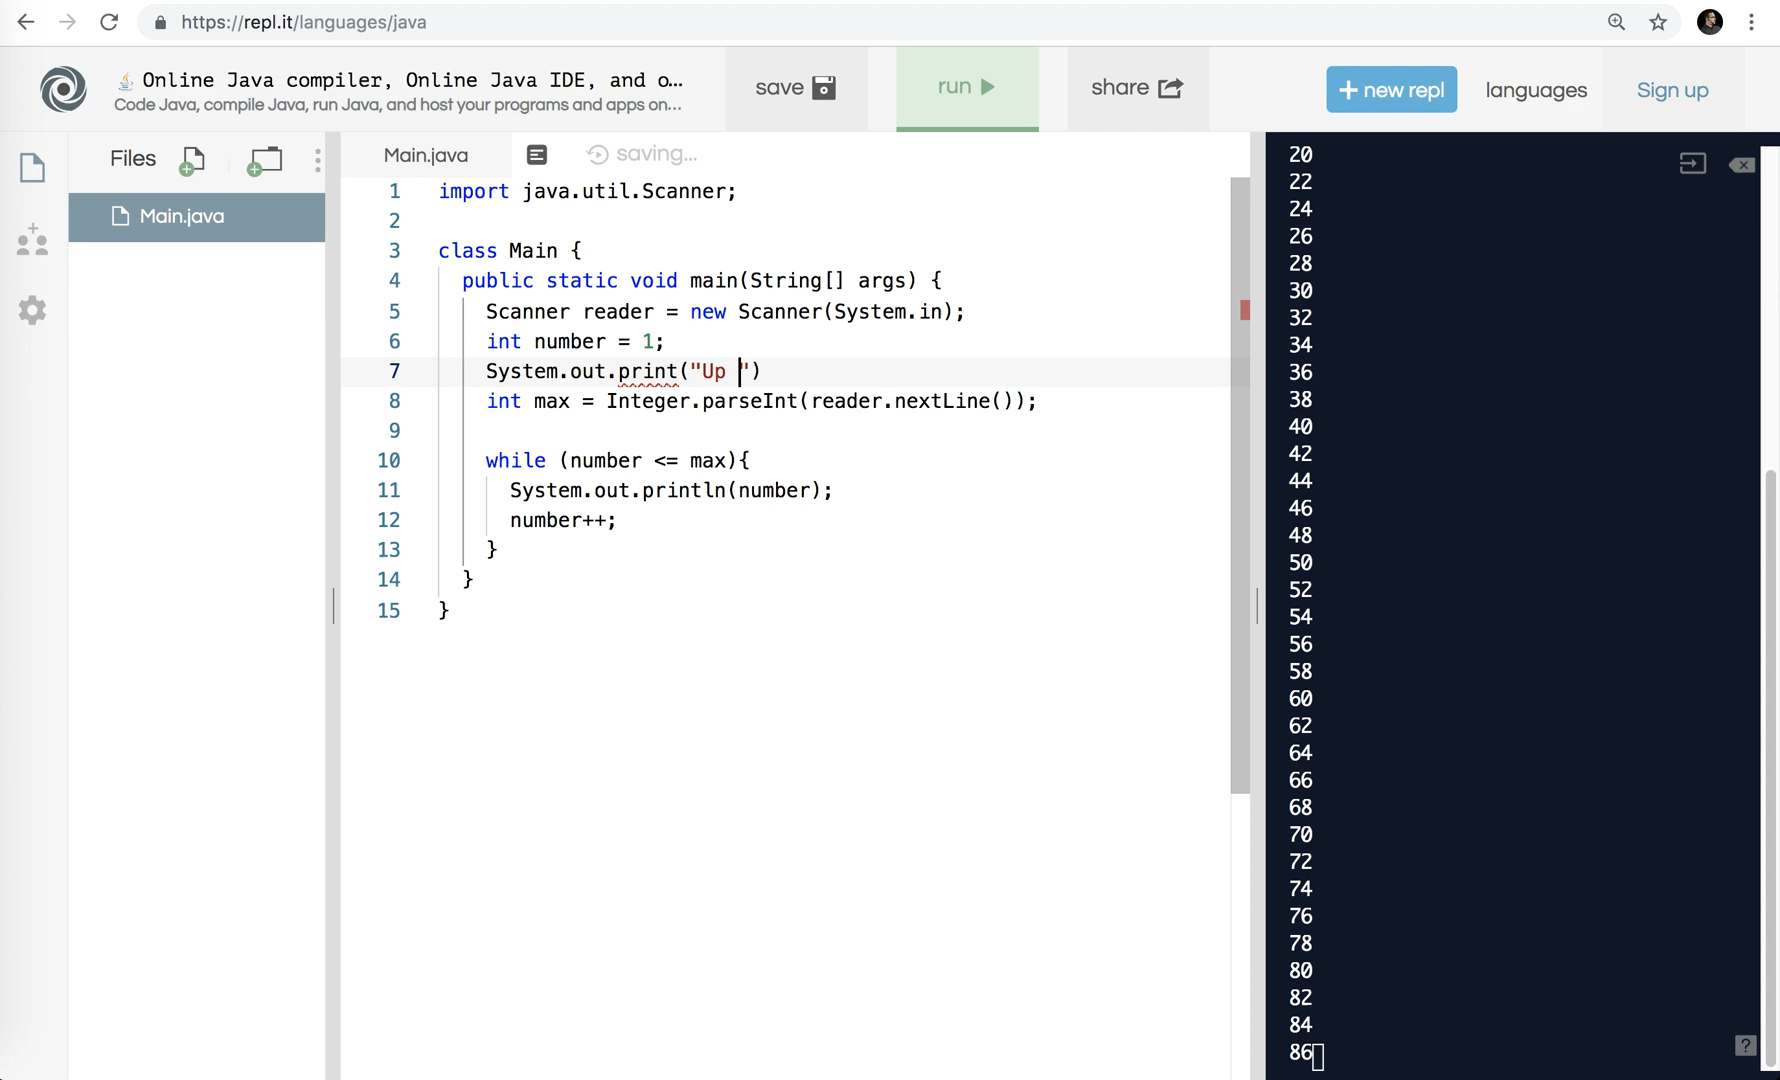 https://repl.it/languages/java
Online Java compiler, Online Java IDE, and o...
Code Java, compile Java, run Java, and host your programs and apps on...
save
run
share
+ new repl
languages
Sign up
Files
Main.java
Main.java
saving...
1 import java.util.Scanner;
2
3 class Main {
4 public static void main(String[] args) {
5 Scanner reader = new Scanner(System.in);
6 int number = 1;
7 System.out.print("Up ")
8 int max = Integer.parseInt(reader.nextLine());
9
10 while (number <= max){
11 System.out.println(number);
12 number++;
13 }
14 }
15 }
20
22
24
26
28
30
32
34
36
38
40
42
44
46
48
50
52
54
56
58
60
62
64
66
68
70
72
74
76
78
80
82
84
86
?